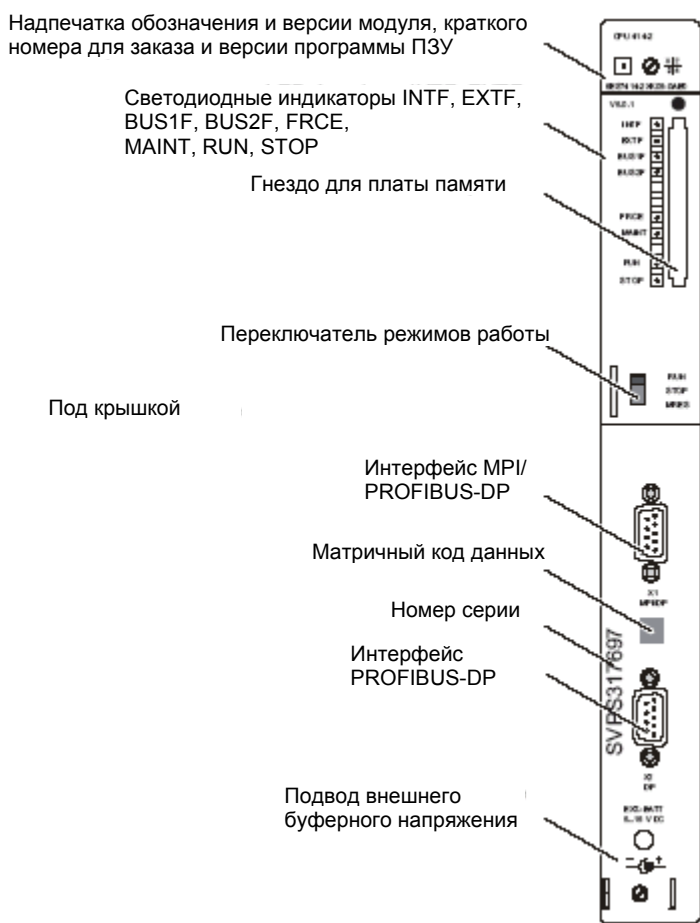 Надпечатка обозначения и версии модуля, краткого
номера для заказа и версии программы ПЗУ
CPU 414-2
Светодиодные индикаторы INTF, EXTF,
BUS1F, BUS2F, FRCE,
MAINT, RUN, STOP
INTF
EXTF
BUS1F
BUS2F
FRCE
MAINT
RUN
STOP
Гнездо для платы памяти
Переключатель режимов работы
RUN
STOP
MRES
Под крышкой
Интерфейс MPI/
PROFIBUS-DP
X1
MPI/DP
Матричный код данных
Номер серии
SVPS317697
Интерфейс
PROFIBUS-DP
DP
Подвод внешнего
буферного напряжения
EXT.-BATT
V DC